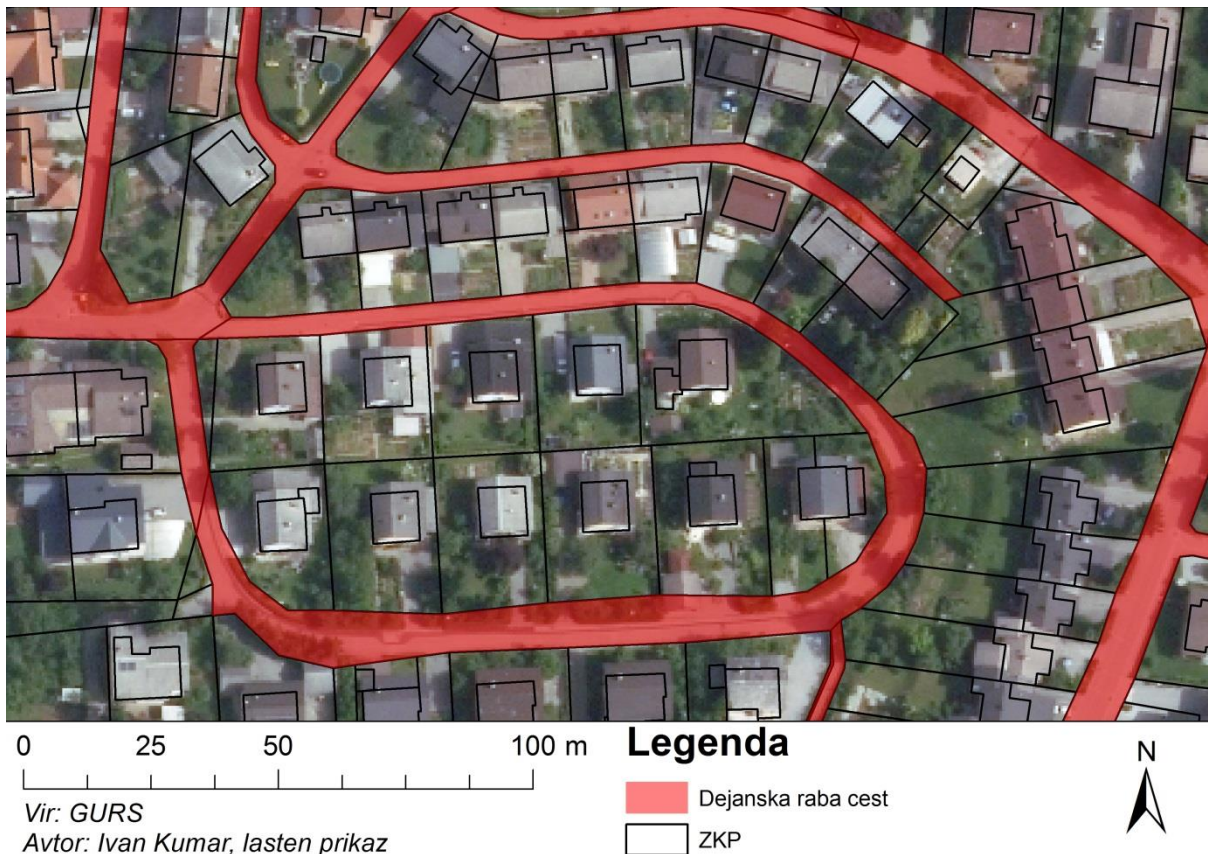 0 25 50 100 m
Vir: GURS
Avtor: Ivan Kumar, lasten prikaz
Legenda
Dejanska raba cest
ZKP
N